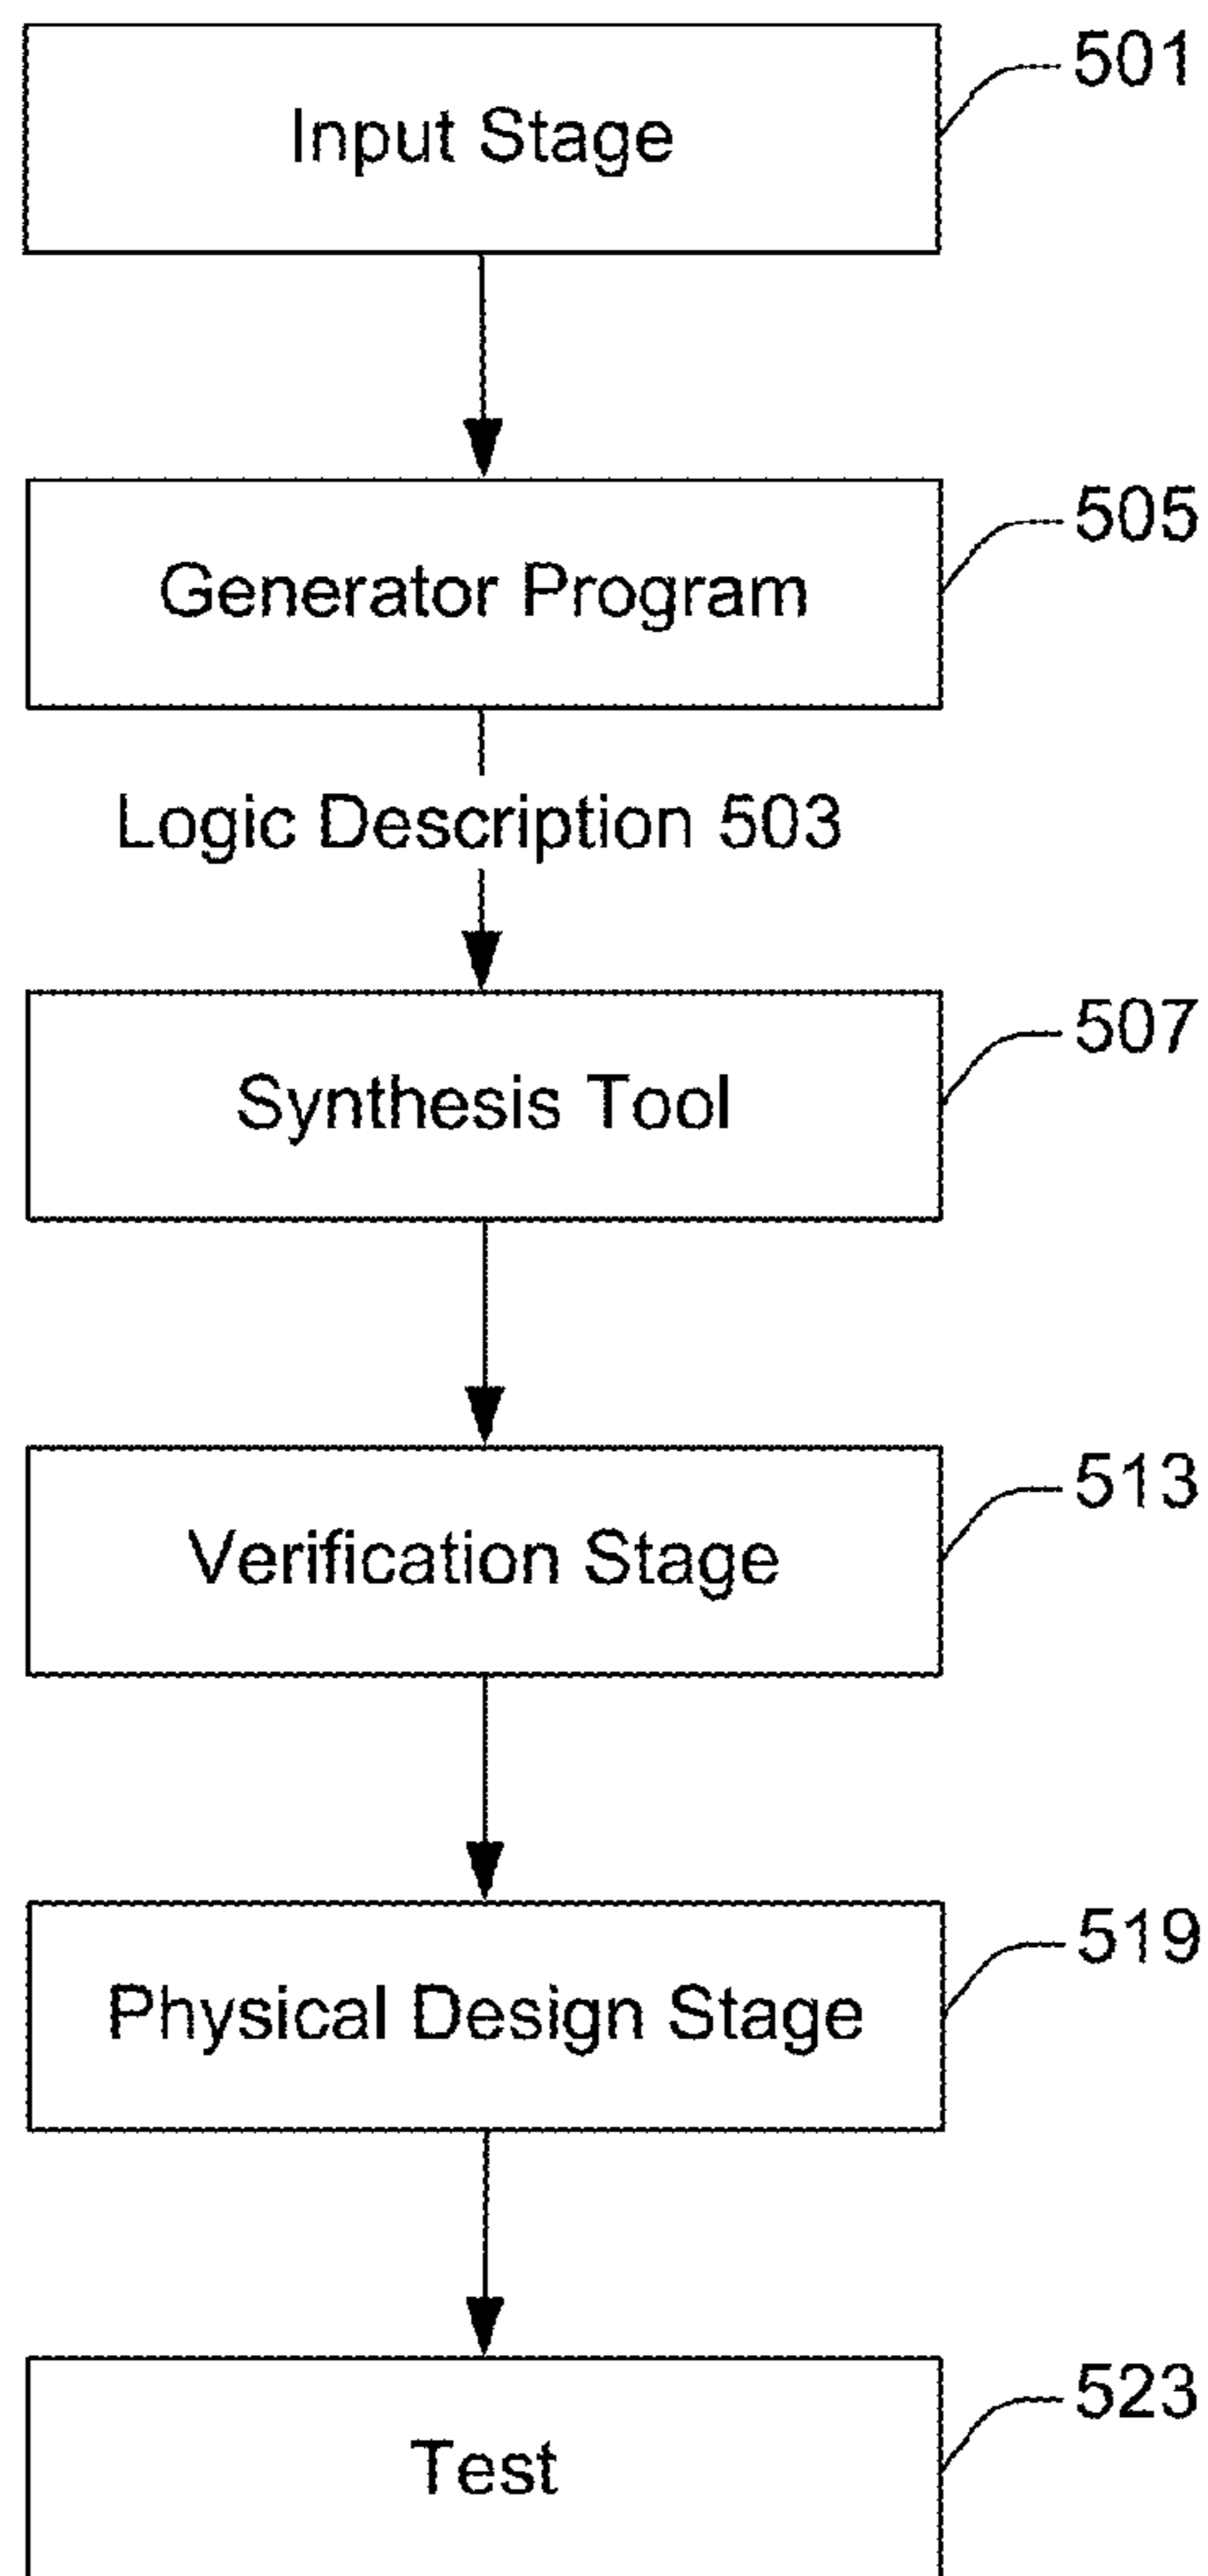 Input Stage
501
Generator Program
505
Logic Description 503
Synthesis Tool
507
Verification Stage
513
Physical Design Stage
519
Test
523